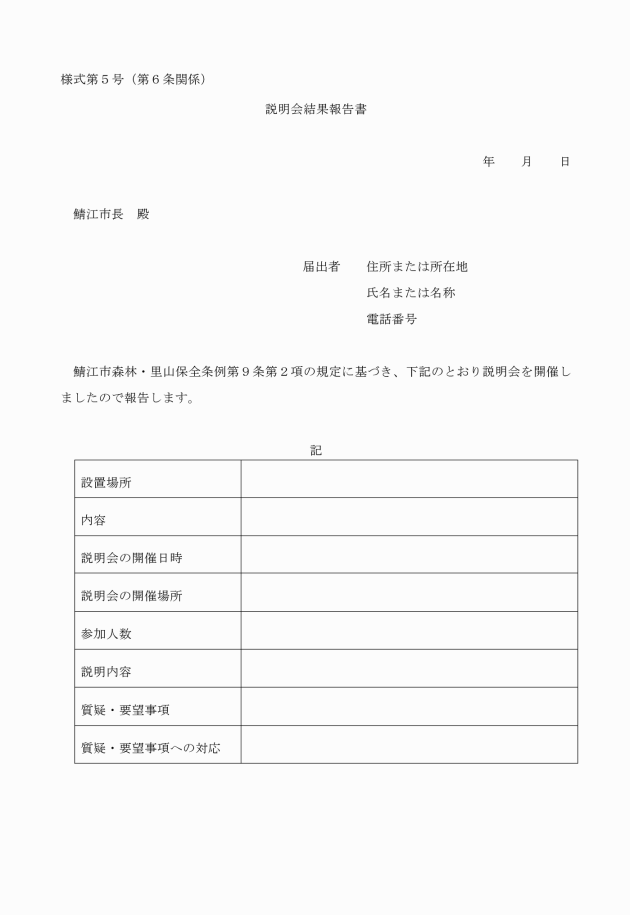 様式第５号（第６条関係）
説明会結果報告書
年　　月　　日
鯖江市長　殿
届出者　　住所または所在地
氏名または名称
電話番号
鯖江市森林・里山保全条例第９条第２項の規定に基づき、下記のとおり説明会を開催し
ましたので報告します。
記
設置場所
内容
説明会の開催日時
説明会の開催場所
参加人数
説明内容
質疑・要望事項
質疑・要望事項への対応